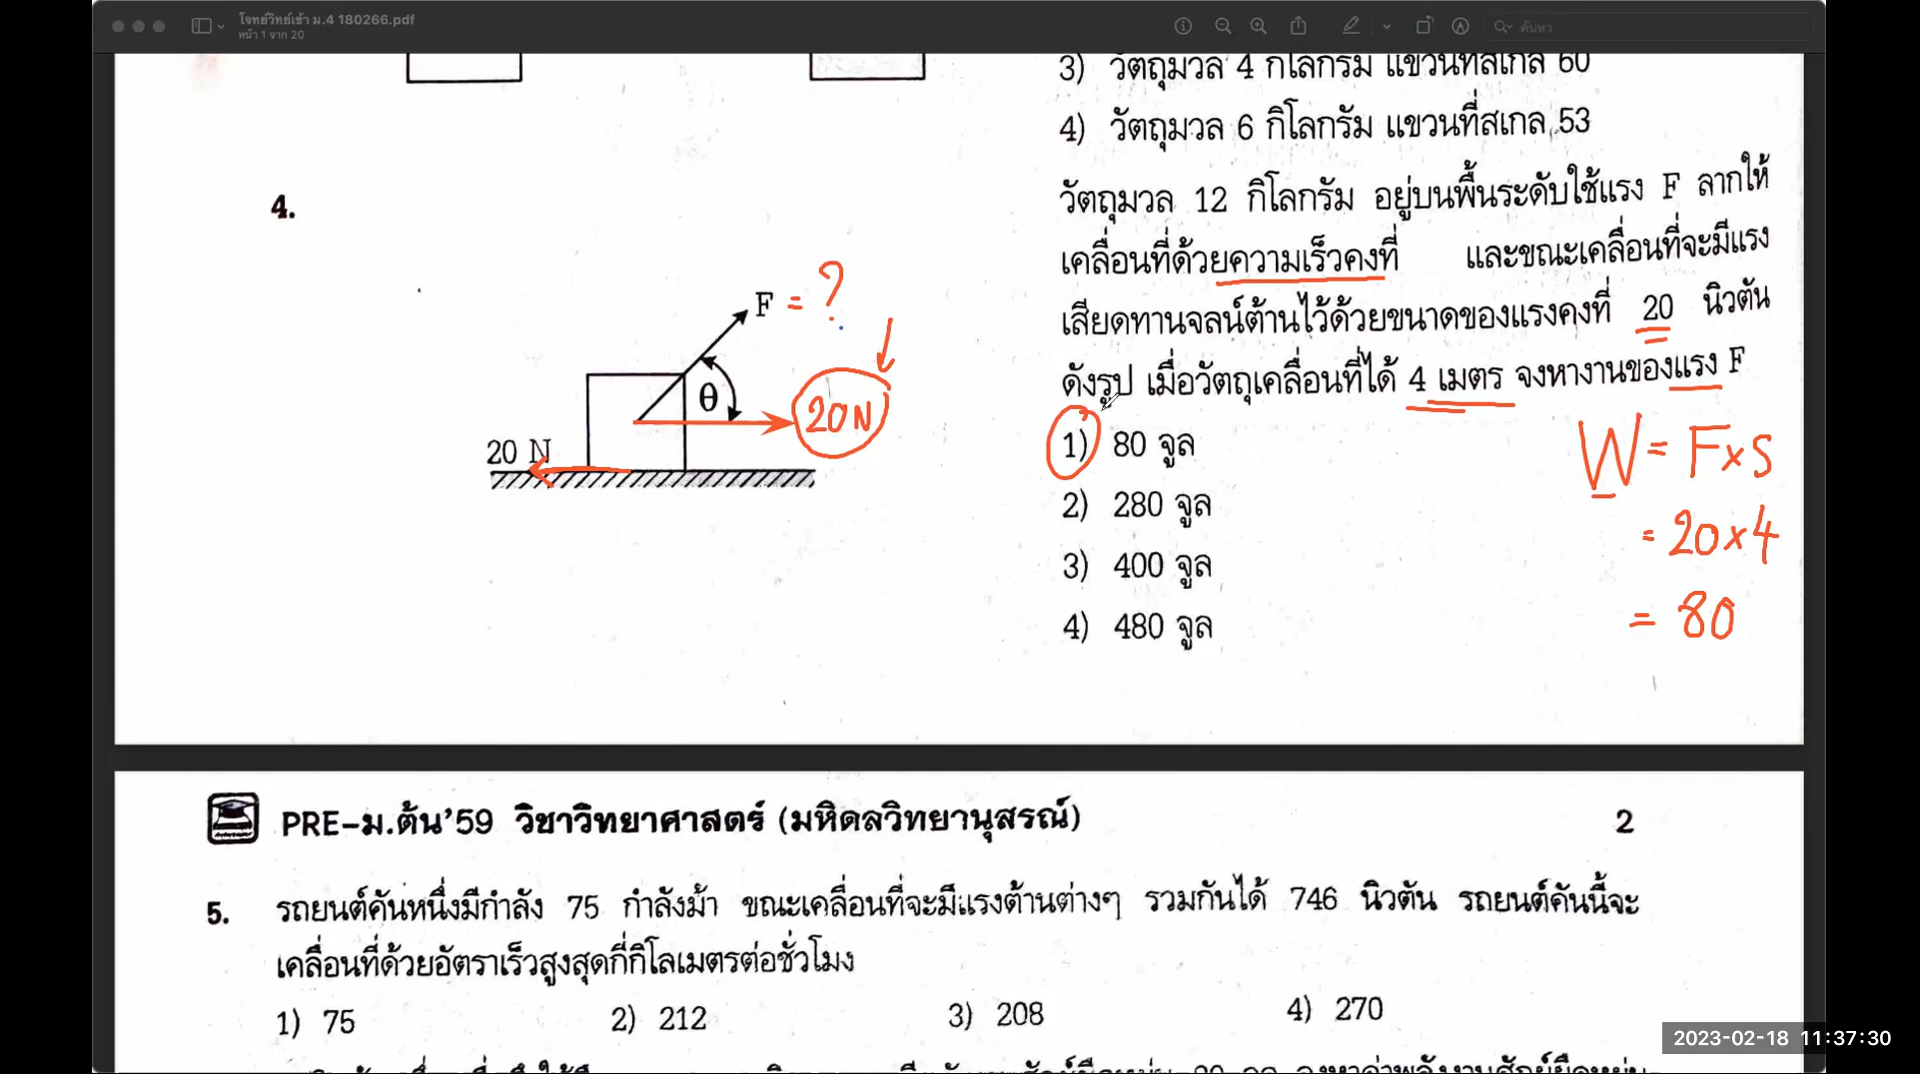 โจทย์วิทย์เข้า ม.4 180266.pdf
หน้า 1 จาก 20
ค้นหา
3) วัตถุมวล 4 กิโลกรัม แขวนที่สเกล 60
4) วัตถุมวล 6 กิโลกรัม แขวนที่สเกล 53
4.
วัตถุมวล 12 กิโลกรัม อยู่บนพื้นระดับใช้แรง F ลากให้
เคลื่อนที่ด้วยความเร็วคงที่ และขณะเคลื่อนที่จะมีแรง
เสียดทานจลน์ต้านไว้ด้วยขนาดของแรงคงที่ 20 นิวตัน
ดังรูป เมื่อวัตถุเคลื่อนที่ได้ 4 เมตร จงหางานของแรง F
F = ?
θ
20 N
20 N
1) 80 จูล
2) 280 จูล
3) 400 จูล
4) 480 จูล
W = F×S
= 20×4
= 80
PRE-ม.ต้น'59 วิชาวิทยาศาสตร์ (มหิดลวิทยานุสรณ์) 2
5. รถยนต์คันหนึ่งมีกำลัง 75 กำลังม้า ขณะเคลื่อนที่จะมีแรงต้านต่างๆ รวมกันได้ 746 นิวตัน รถยนต์คันนี้จะ
เคลื่อนที่ด้วยอัตราเร็วสูงสุดกี่กิโลเมตรต่อชั่วโมง
1) 75 2) 212 3) 208 4) 270
2023-02-18 11:37:30